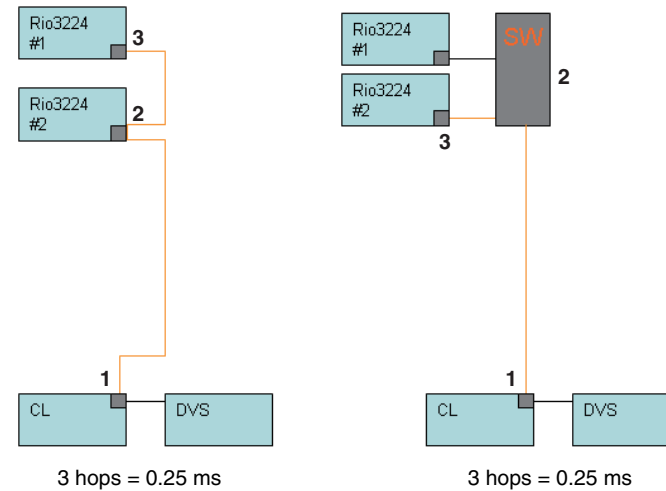 Rio3224
#1
3
Rio3224
#2
2
1
CL
DVS
3 hops = 0.25 ms
Rio3224
#1
SW
2
Rio3224
#2
3
1
CL
DVS
3 hops = 0.25 ms